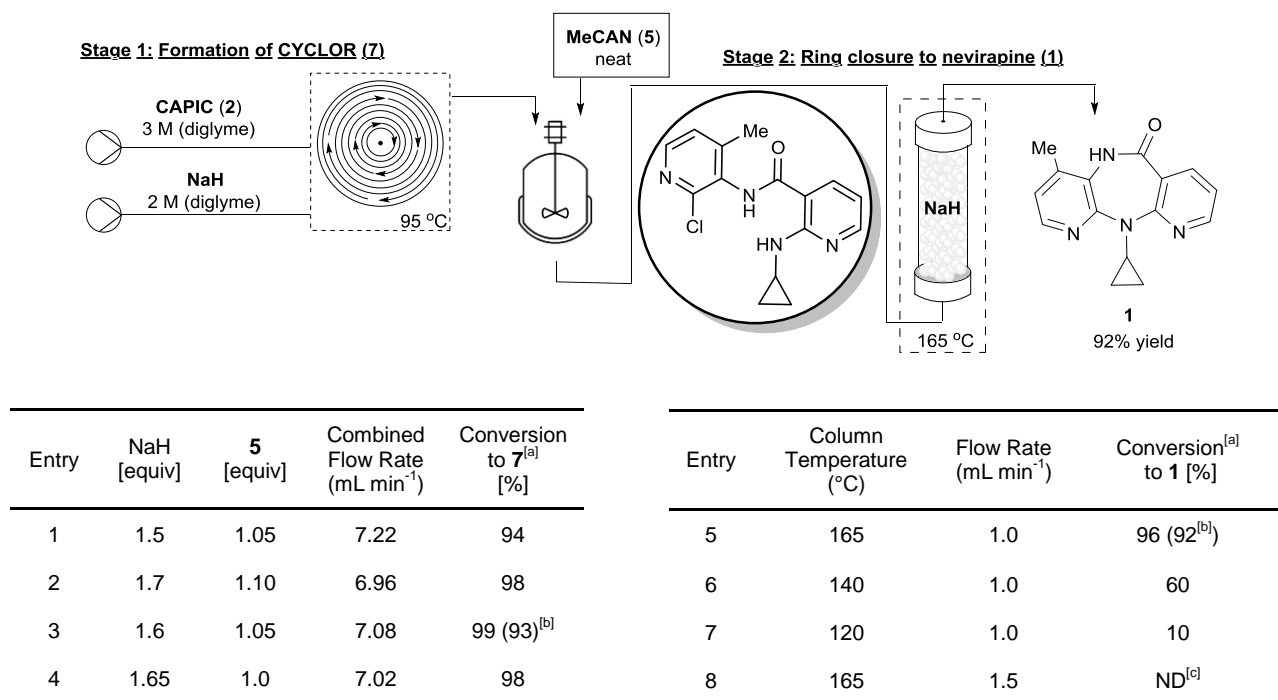 Stage 1: Formation of CYCLOR (7)
CAPIC (2)
3 M (diglyme)
NaH
2 M (diglyme)
95 °C
MeCAN (5)
neat
Stage 2: Ring closure to nevirapine (1)
Me
O
N
N
H
Cl
HN
N
NaH
165 °C
O
Me
HN
N
N
N
1
92% yield
Entry NaH [equiv] 5 [equiv] Combined Flow Rate (mL min-1) Conversion to 7[a] [%]
1 1.5 1.05 7.22 94
2 1.7 1.10 6.96 98
3 1.6 1.05 7.08 99 (93)[b]
4 1.65 1.0 7.02 98
Entry Column Temperature (°C) Flow Rate (mL min-1) Conversion[a] to 1 [%]
5 165 1.0 96 (92[b])
6 140 1.0 60
7 120 1.0 10
8 165 1.5 ND[c]